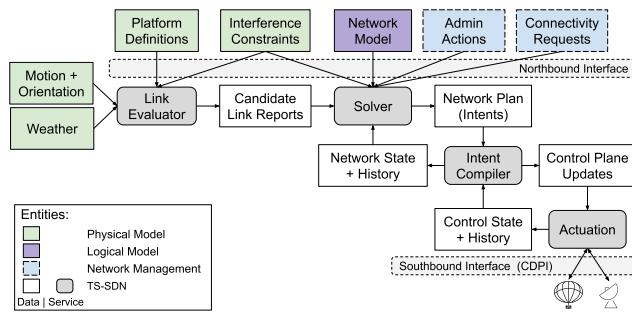 Platform
Definitions
Interference
Constraints
Network
Model
Admin
Actions
Connectivity
Requests
Northbound Interface
Motion +
Orientation
Weather
Link
Evaluator
Candidate
Link Reports
Solver
Network Plan
(Intents)
Network State
+ History
Intent
Compiler
Control Plane
Updates
Control State
+ History
Actuation
Southbound Interface (CDPI)
Entities:
Physical Model
Logical Model
Network Management
TS-SDN
Data | Service